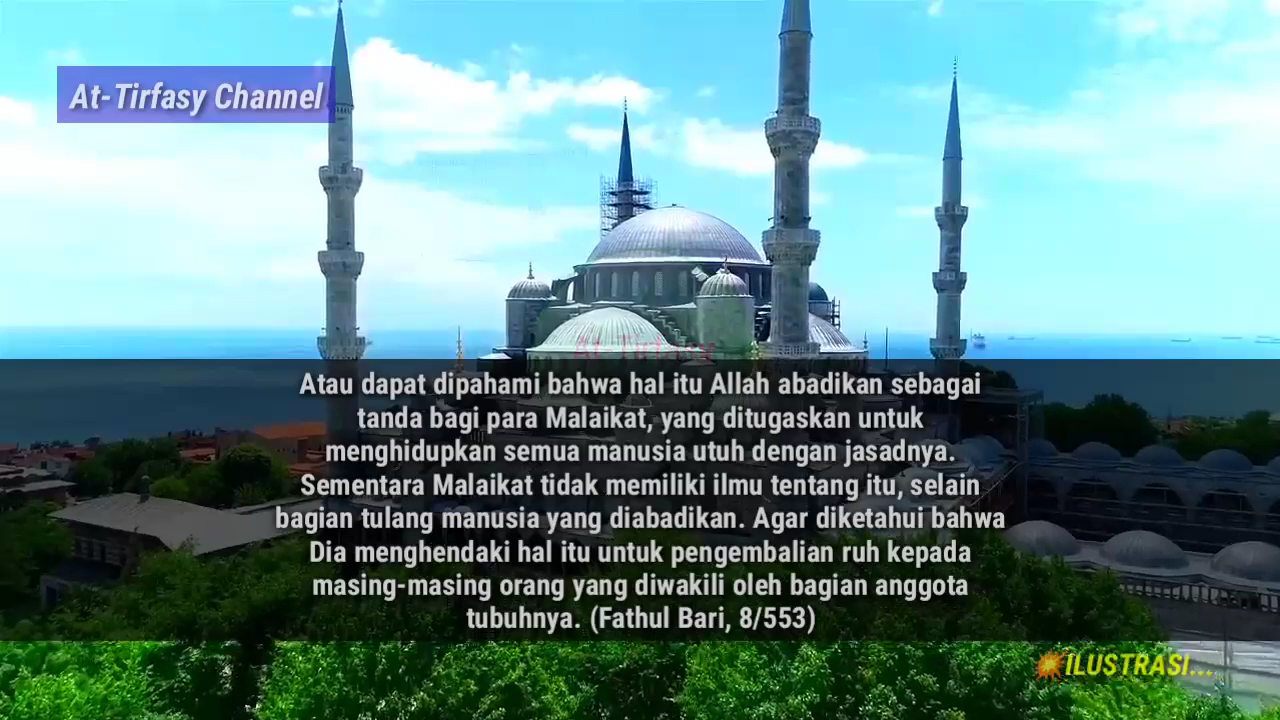 At-Tirfasy Channel
At-Tirfasy
Atau dapat dipahami bahwa hal itu Allah abadikan sebagai
tanda bagi para Malaikat, yang ditugaskan untuk
menghidupkan semua manusia utuh dengan jasadnya.
Sementara Malaikat tidak memiliki ilmu tentang itu, selain
bagian tulang manusia yang diabadikan. Agar diketahui bahwa
Dia menghendaki hal itu untuk pengembalian ruh kepada
masing-masing orang yang diwakili oleh bagian anggota
tubuhnya. (Fathul Bari, 8/553)
ILUSTRASI...